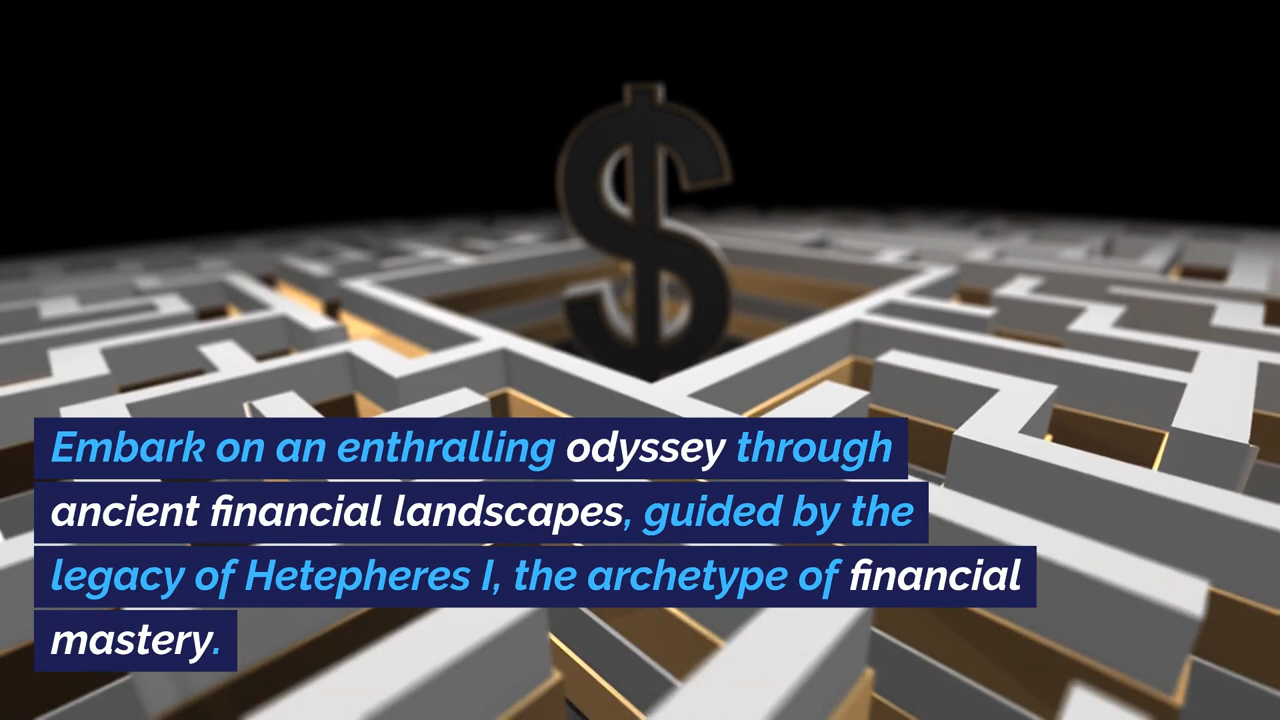 Embark on an enthralling odyssey through
ancient financial landscapes, guided by the
legacy of Hetepheres I, the archetype of financial
mastery.